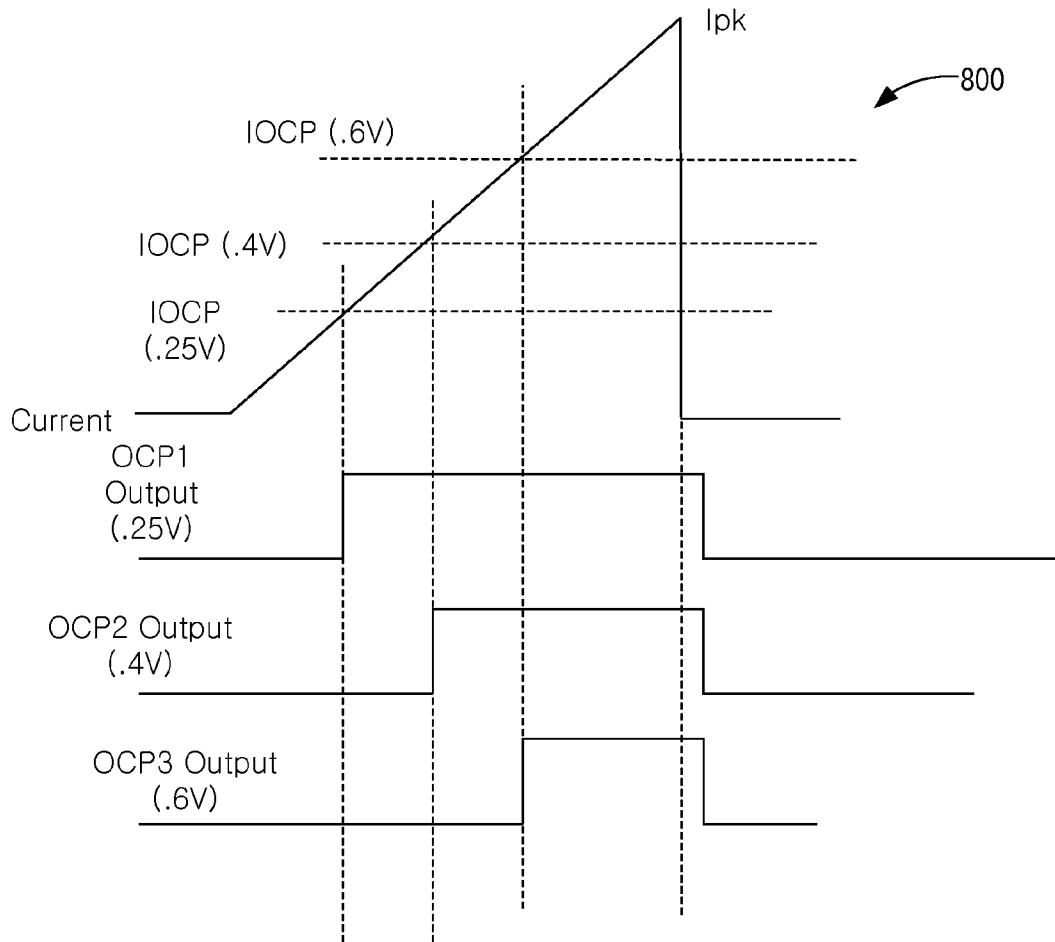 Ipk
800
IOCP (.6V)
IOCP (.4V)
IOCP
(.25V)
Current
OCP1
Output
(.25V)
OCP2 Output
(.4V)
OCP3 Output
(.6V)